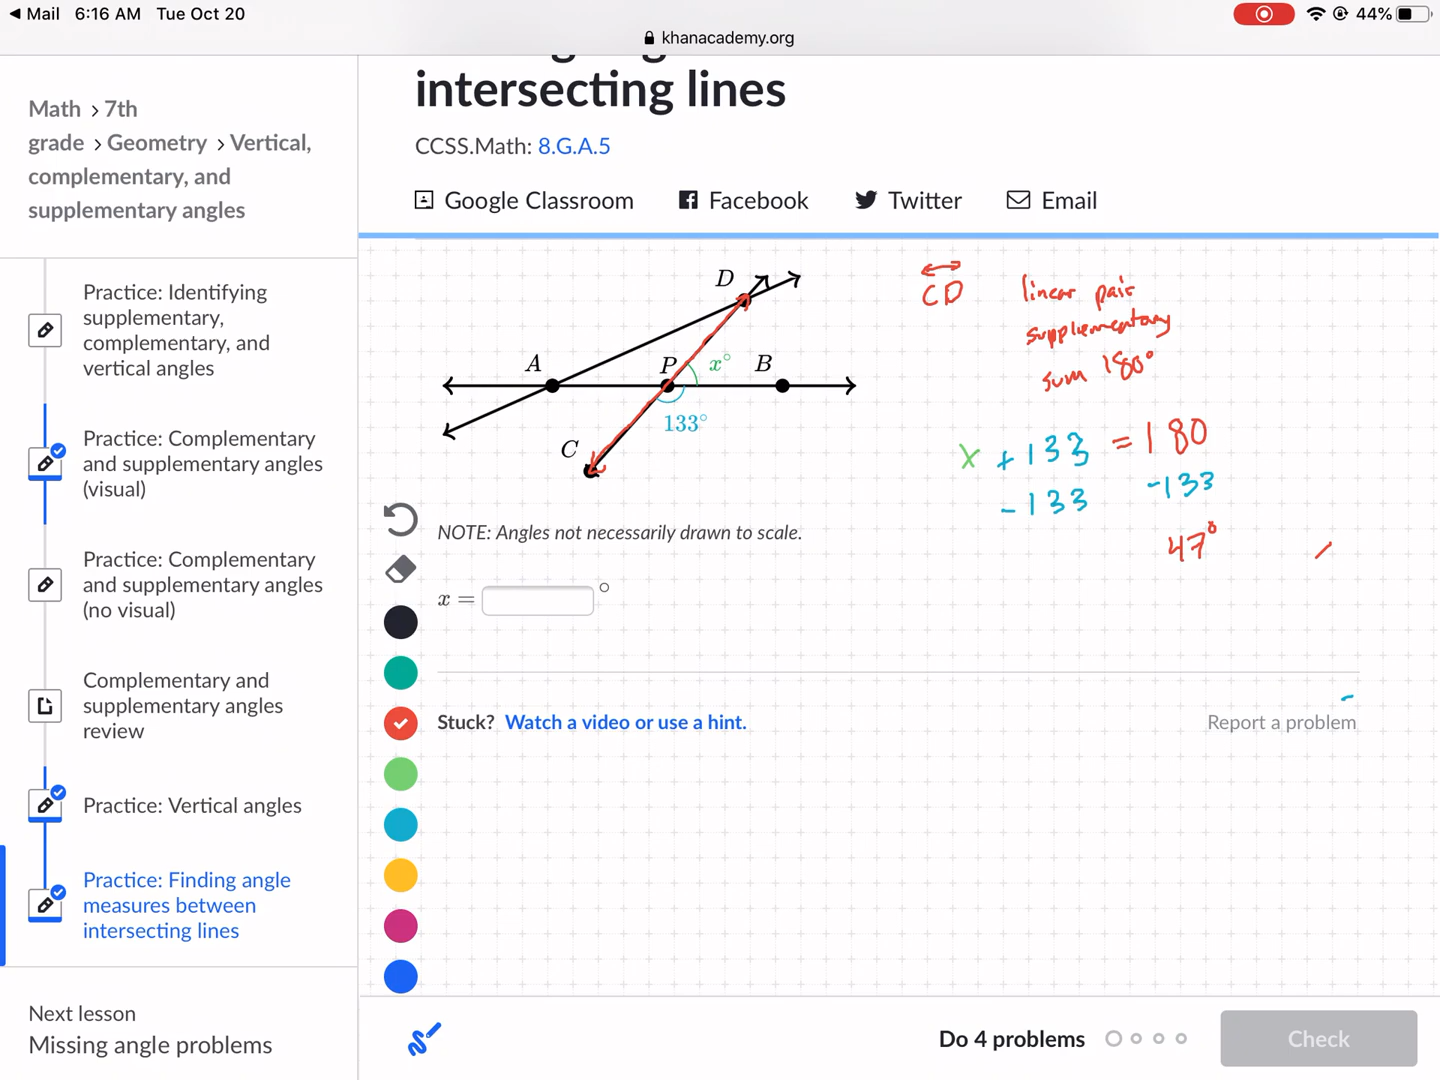 Mail 6:16 AM Tue Oct 20 44%
khanacademy.org
Math > 7th
grade > Geometry > Vertical,
complementary, and
supplementary angles
Practice: Identifying
supplementary,
complementary, and
vertical angles
Practice: Complementary
and supplementary angles
(visual)
Practice: Complementary
and supplementary angles
(no visual)
Complementary and
supplementary angles
review
Practice: Vertical angles
Practice: Finding angle
measures between
intersecting lines
Next lesson
Missing angle problems
intersecting lines
CCSS.Math: 8.G.A.5
Google Classroom Facebook Twitter Email
D
A P x° B
133°
C
CD
linear pair
supplementary
sum 180°
x + 133 = 180
- 133 -133
47°
NOTE: Angles not necessarily drawn to scale.
x = °
Stuck? Watch a video or use a hint.
Report a problem
Do 4 problems
Check